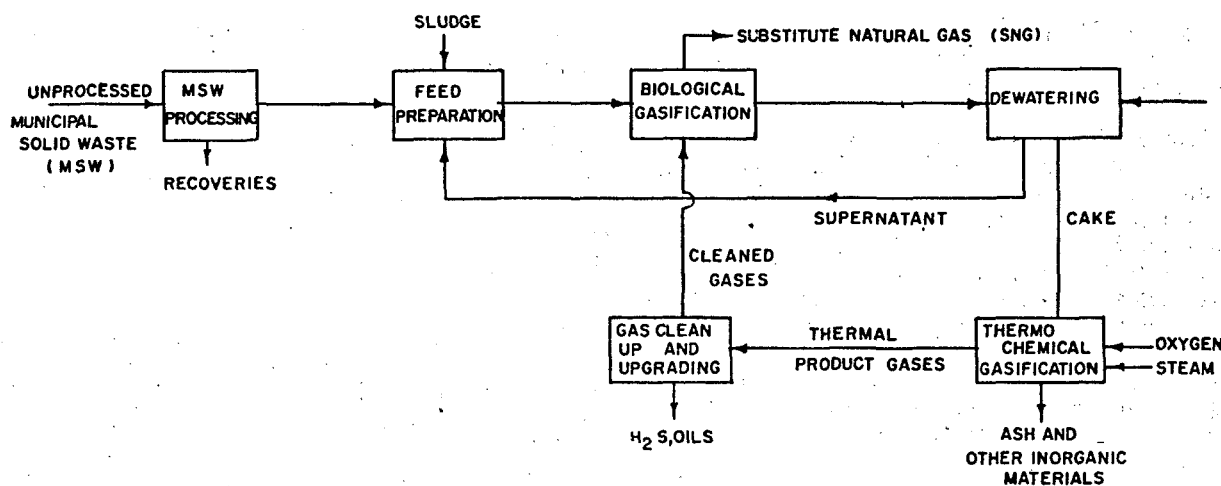 SLUDGE
SUBSTITUTE NATURAL GAS (SNG)
UNPROCESSED
MUNICIPAL
SOLID WASTE
(MSW)
MSW
PROCESSING
RECOVERIES
FEED
PREPARATION
BIOLOGICAL
GASIFICATION
DEWATERING
SUPERNATANT
CAKE
CLEANED
GASES
GAS CLEAN
UP AND
UPGRADING
THERMAL
PRODUCT GASES
THERMO
CHEMICAL
GASIFICATION
OXYGEN
STEAM
H₂S,OILS
ASH AND
OTHER INORGANIC
MATERIALS